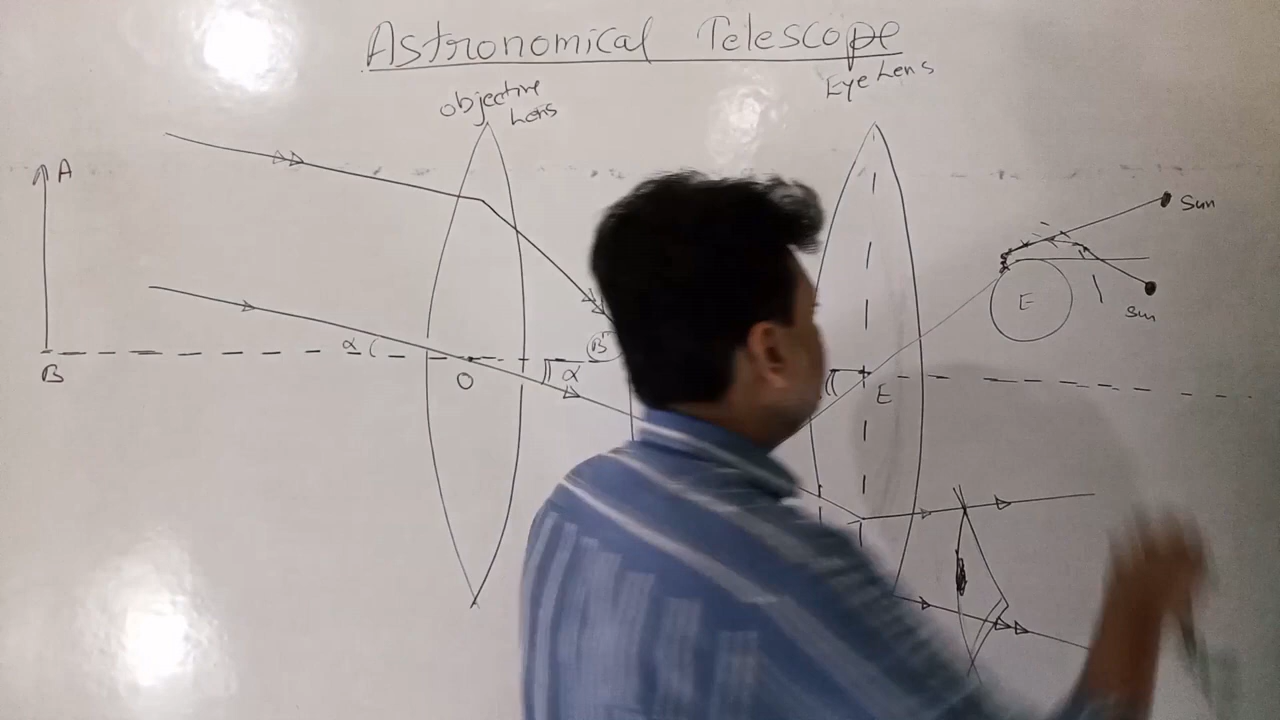 Astronomical Telescope
Objective
Lens
Eye Lens
A
B
α
O
α
B'
E
E
Sun
Sun